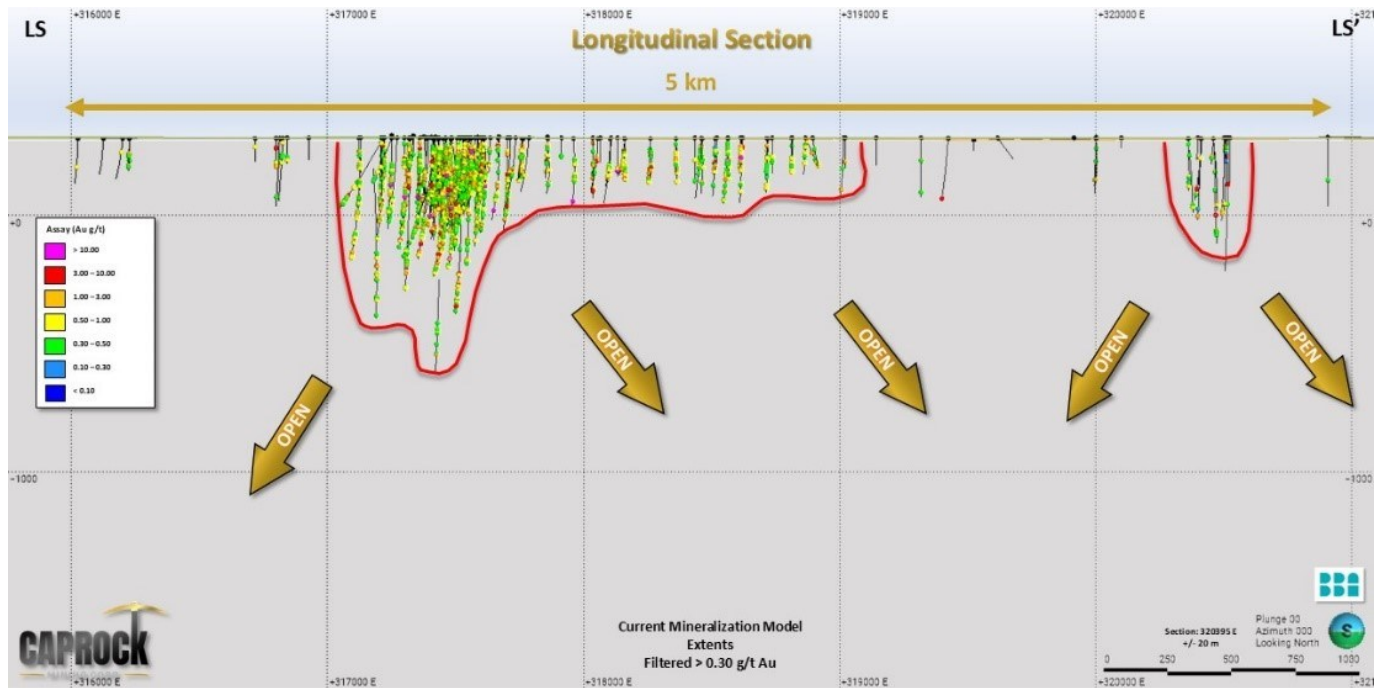 +316000 E
+317000 E
+318000 E
+319000 E
+320000 E
+321
LS
LS'
Longitudinal Section
5 km
+0
+0
Assay (Au g/t)
> 10.00
3.00 – 10.00
1.00 – 3.00
0.50 – 1.00
0.30 – 0.50
0.10 – 0.30
< 0.10
OPEN
OPEN
OPEN
OPEN
OPEN
-1000
-1000
CAPROCK
Current Mineralization Model
Extents
Filtered > 0.30 g/t Au
BBA
Section: 320395 E
+/- 20 m
Plunge 00
Azimuth 000
Looking North
S
0
250
500
750
1000
+316000 E
+317000 E
+318000 E
+319000 E
+320000 E
+321